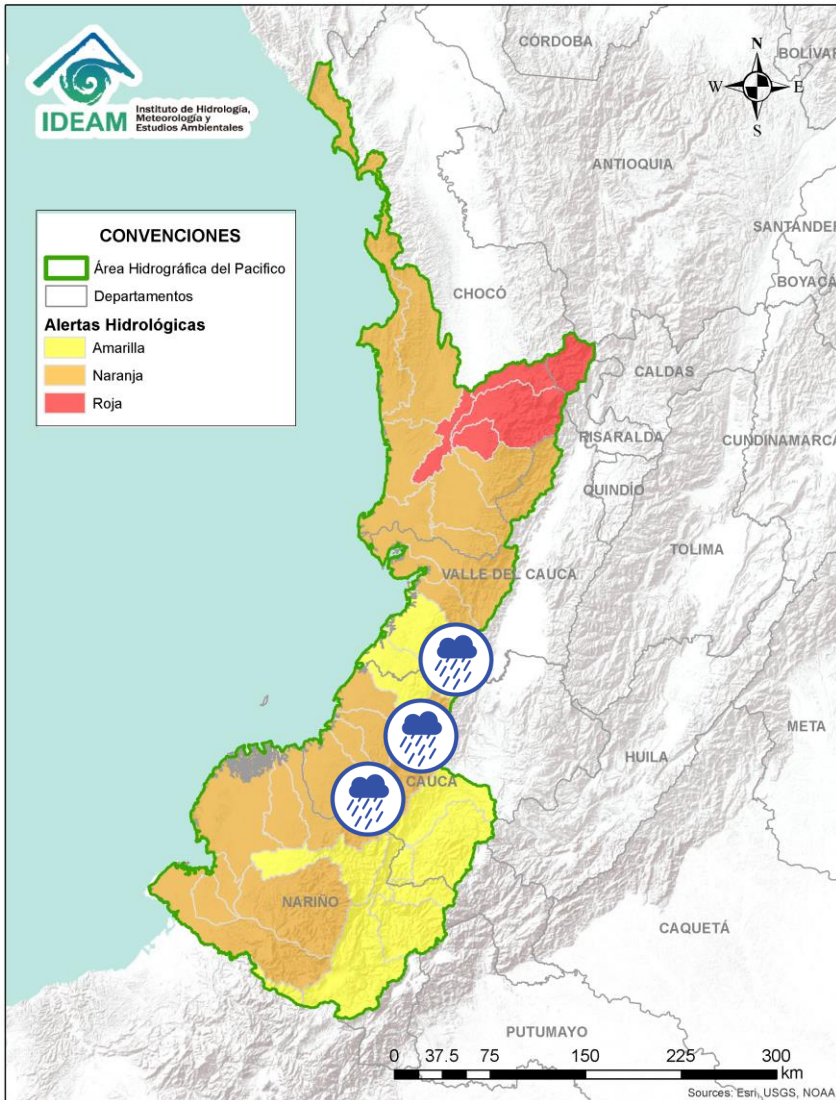 IDEAM
Instituto de Hidrología,
Meteorología y
Estudios Ambientales
CÓRDOBA
BOLÍVAR
N
W
E
S
ANTIOQUIA
SANTANDER
BOYACÁ
CONVENCIONES
Área Hidrográfica del Pacifico
Departamentos
Alertas Hidrológicas
Amarilla
Naranja
Roja
CHOCÓ
CALDAS
RISARALDA
CUNDINAMARCA
QUINDÍO
TOLIMA
VALLE DEL CAUCA
META
HUILA
CAUCA
NARIÑO
CAQUETÁ
PUTUMAYO
0 37.5 75 150 225 300
km
Sources: Esri, USGS, NOAA